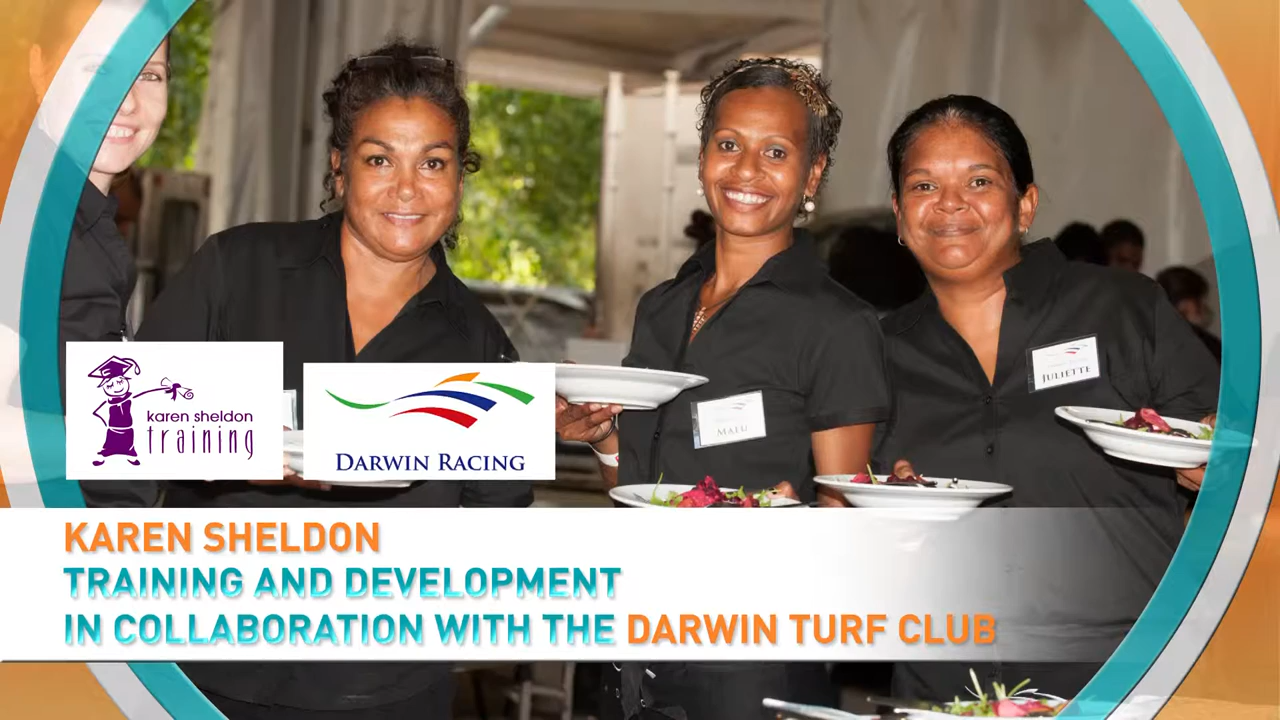 karen sheldon
training
DARWIN RACING
MALU
JULIETTE
KAREN SHELDON
TRAINING AND DEVELOPMENT
IN COLLABORATION WITH THE DARWIN TURF CLUB